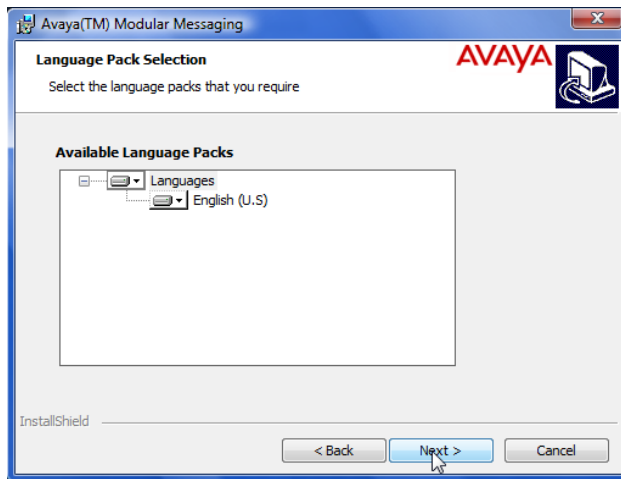 Avaya(TM) Modular Messaging
Language Pack Selection
AVAYA
Select the language packs that you require
Available Language Packs
Languages
English (U.S)
InstallShield
< Back
Next >
Cancel